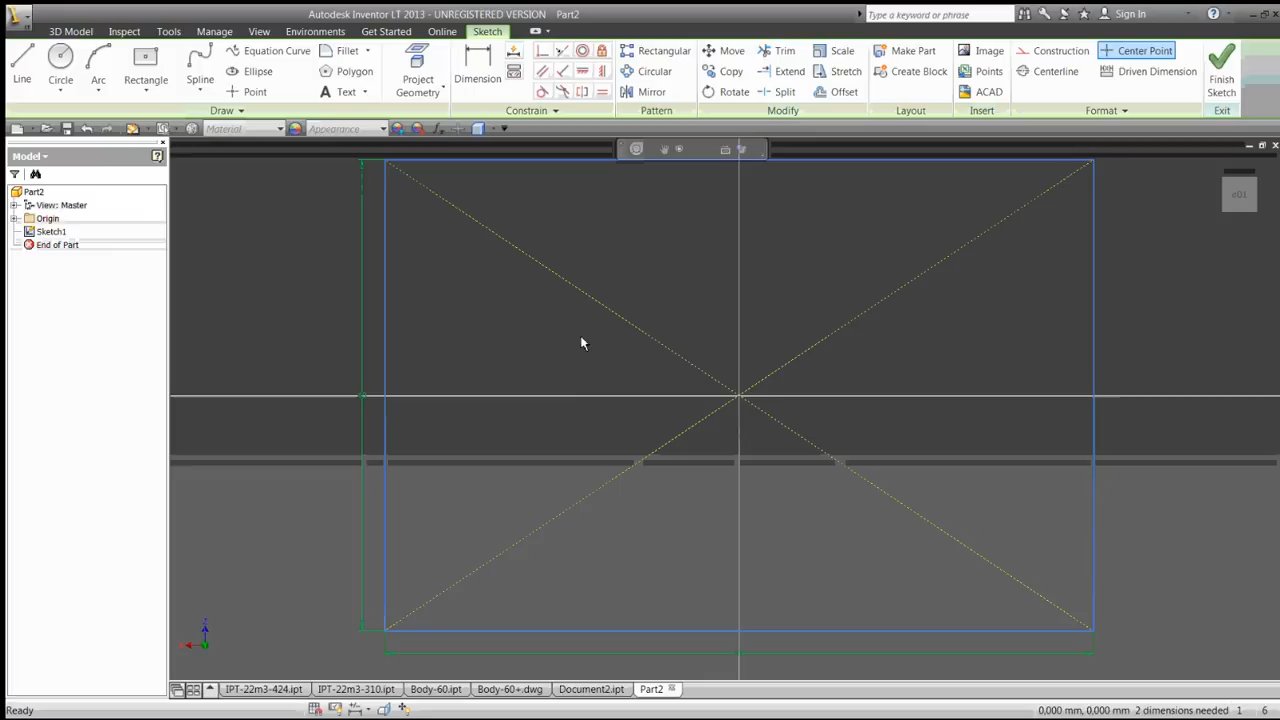 Autodesk Inventor LT 2013 - UNREGISTERED VERSION Part2
Type a keyword or phrase
Sign In
3D Model Inspect Tools Manage View Environments Get Started Online Sketch
Line Circle Arc Rectangle Spline
Equation Curve Fillet
Ellipse Polygon
Point Text
Project Geometry
Dimension
Rectangular
Circular
Mirror
Move Trim Scale
Copy Extend Stretch
Rotate Split Offset
Make Part
Create Block
Image
Points
ACAD
Construction Center Point
Centerline Driven Dimension
Finish Sketch
Draw Constrain Pattern Modify Layout Insert Format Exit
Material Appearance
Model
Part2
View: Master
Origin
Sketch1
End of Part
IPT-22m3-424.ipt IPT-22m3-310.ipt Body-60.ipt Body-60+.dwg Document2.ipt Part2
Ready
0,000 mm, 0,000 mm 2 dimensions needed 1 6